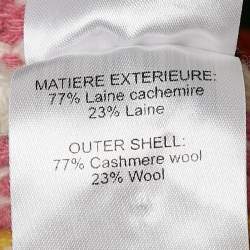 MATIERE EXTERIEURE:
77% Laine cachemire
23% Laine
OUTER SHELL:
77% Cashmere wool
23% Wool